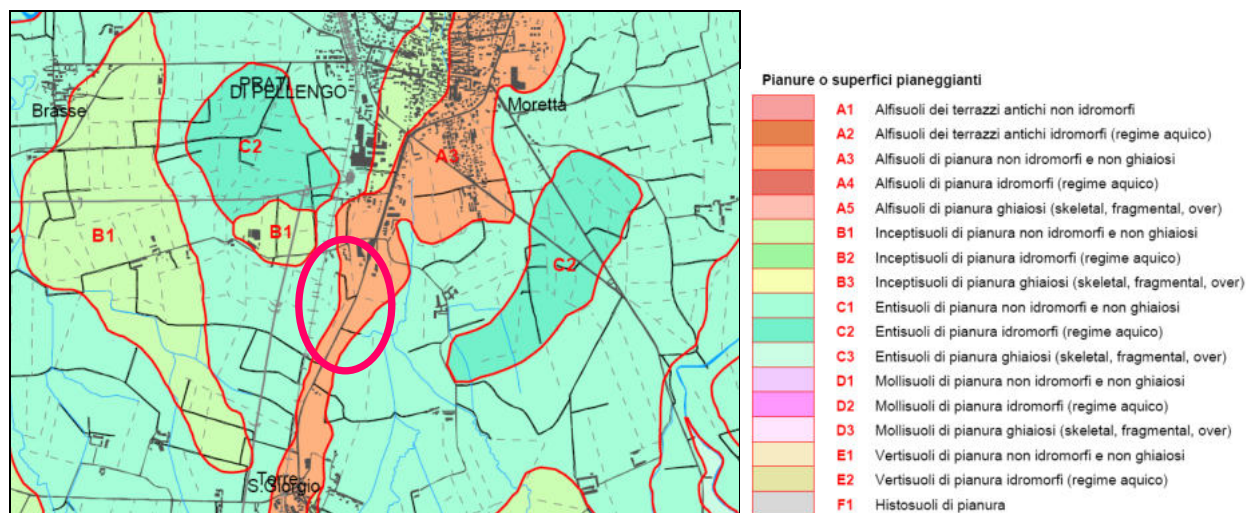 Brasse
PRATI
DI PELLENGO
Moretta
C2
A3
B1
B1
C2
Torre
S.Giorgio
Pianure o superfici pianeggianti
A1 Alfisuoli dei terrazzi antichi non idromorfi
A2 Alfisuoli dei terrazzi antichi idromorfi (regime aquico)
A3 Alfisuoli di pianura non idromorfi e non ghiaiosi
A4 Alfisuoli di pianura idromorfi (regime aquico)
A5 Alfisuoli di pianura ghiaiosi (skeletal, fragmental, over)
B1 Inceptisuoli di pianura non idromorfi e non ghiaiosi
B2 Inceptisuoli di pianura idromorfi (regime aquico)
B3 Inceptisuoli di pianura ghiaiosi (skeletal, fragmental, over)
C1 Entisuoli di pianura non idromorfi e non ghiaiosi
C2 Entisuoli di pianura idromorfi (regime aquico)
C3 Entisuoli di pianura ghiaiosi (skeletal, fragmental, over)
D1 Mollisuoli di pianura non idromorfi e non ghiaiosi
D2 Mollisuoli di pianura idromorfi (regime aquico)
D3 Mollisuoli di pianura ghiaiosi (skeletal, fragmental, over)
E1 Vertisuoli di pianura non idromorfi e non ghiaiosi
E2 Vertisuoli di pianura idromorfi (regime aquico)
F1 Histosuoli di pianura